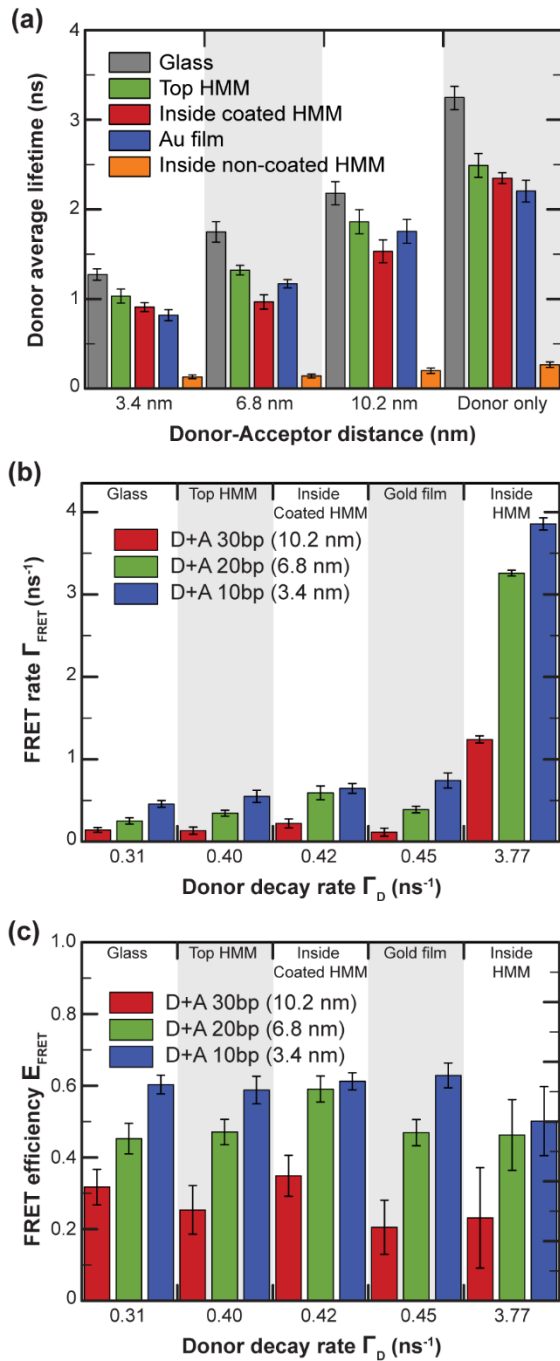 (a)
4
3
2
1
0
Donor average lifetime (ns)
Glass
Top HMM
Inside coated HMM
Au film
Inside non-coated HMM
3.4 nm 6.8 nm 10.2 nm Donor only
Donor-Acceptor distance (nm)
(b)
4
3
2
1
0
FRET rate Γ_FRET (ns⁻¹)
Glass Top HMM Inside Coated HMM Gold film Inside HMM
D+A 30bp (10.2 nm)
D+A 20bp (6.8 nm)
D+A 10bp (3.4 nm)
0.31 0.40 0.42 0.45 3.77
Donor decay rate Γ_D (ns⁻¹)
(c)
1.0
0.8
0.6
0.4
0.2
0
FRET efficiency E_FRET
Glass Top HMM Inside Coated HMM Gold film Inside HMM
D+A 30bp (10.2 nm)
D+A 20bp (6.8 nm)
D+A 10bp (3.4 nm)
0.31 0.40 0.42 0.45 3.77
Donor decay rate Γ_D (ns⁻¹)